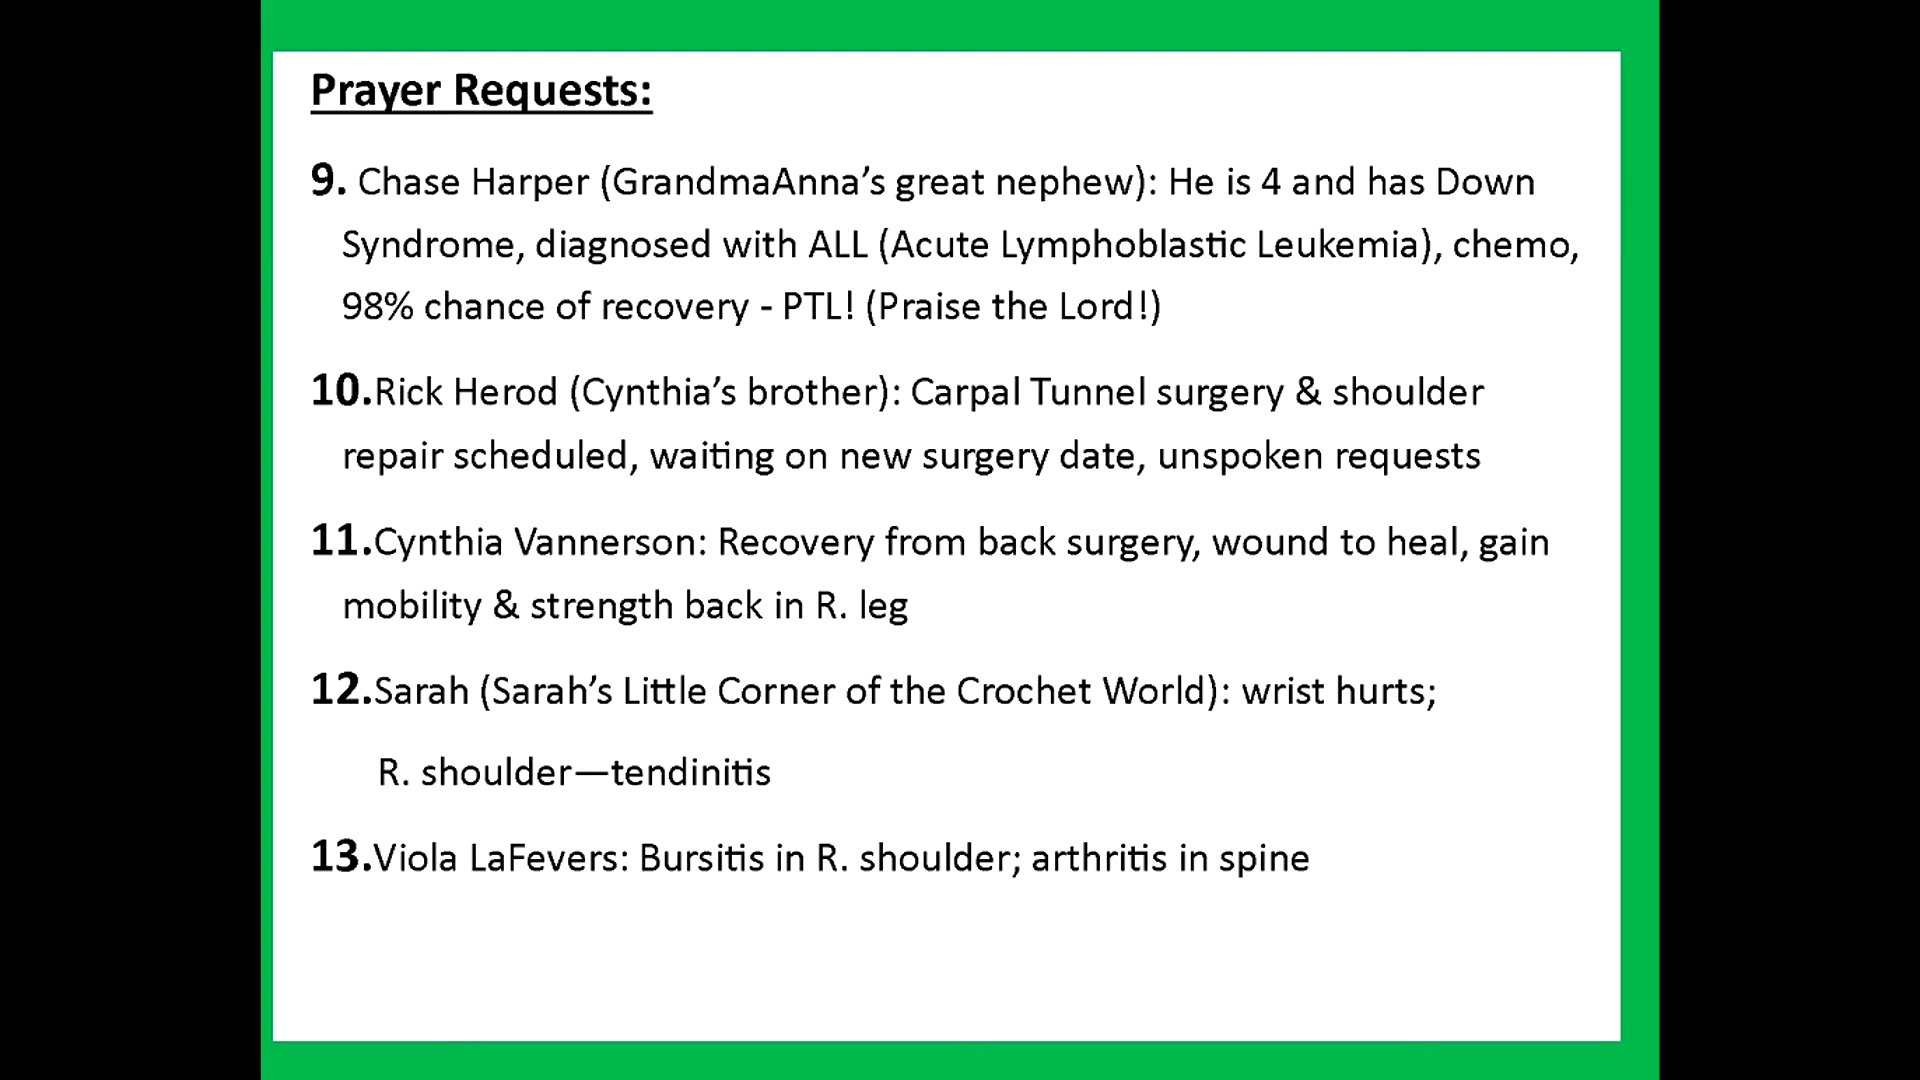 Prayer Requests:
9. Chase Harper (GrandmaAnna’s great nephew): He is 4 and has Down
Syndrome, diagnosed with ALL (Acute Lymphoblastic Leukemia), chemo,
98% chance of recovery - PTL! (Praise the Lord!)
10.Rick Herod (Cynthia’s brother): Carpal Tunnel surgery & shoulder
repair scheduled, waiting on new surgery date, unspoken requests
11.Cynthia Vannerson: Recovery from back surgery, wound to heal, gain
mobility & strength back in R. leg
12.Sarah (Sarah’s Little Corner of the Crochet World): wrist hurts;
R. shoulder—tendinitis
13.Viola LaFevers: Bursitis in R. shoulder; arthritis in spine